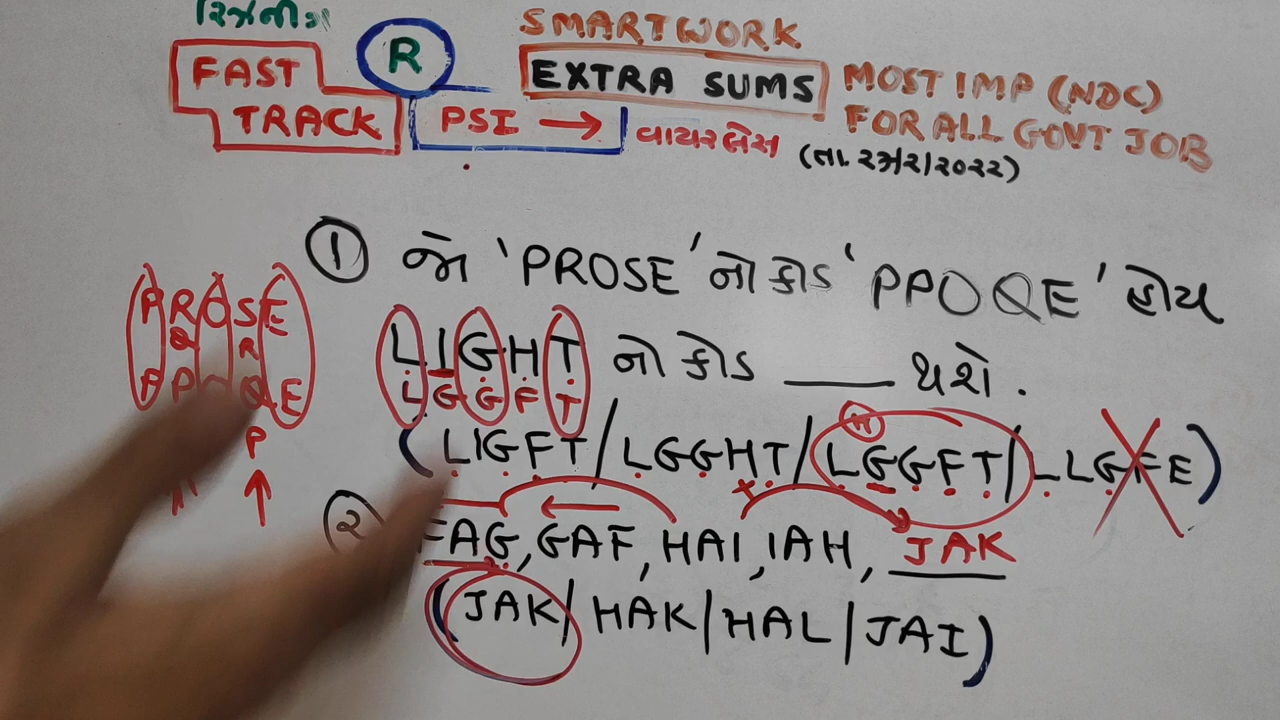 રિઝનીંગ
FAST TRACK
R
PSI → વાયરલેસ
SMARTWORK
EXTRA SUMS
MOST IMP (NDC)
FOR ALL GOVT JOB
(તા. ૨૩/૨/૨૦૨૨)
① જો 'PROSE' નો કોડ 'PPOQE' હોય
LIGHT નો કોડ ____ થશે.
LGGFT
(LIGFT/LGGHT/LGGFT/LLGFE)
PROSE
Q R
PPOQE
P
② FAG, GAF, HAI, IAH, JAK
(JAK/HAK/HAL/JAI)